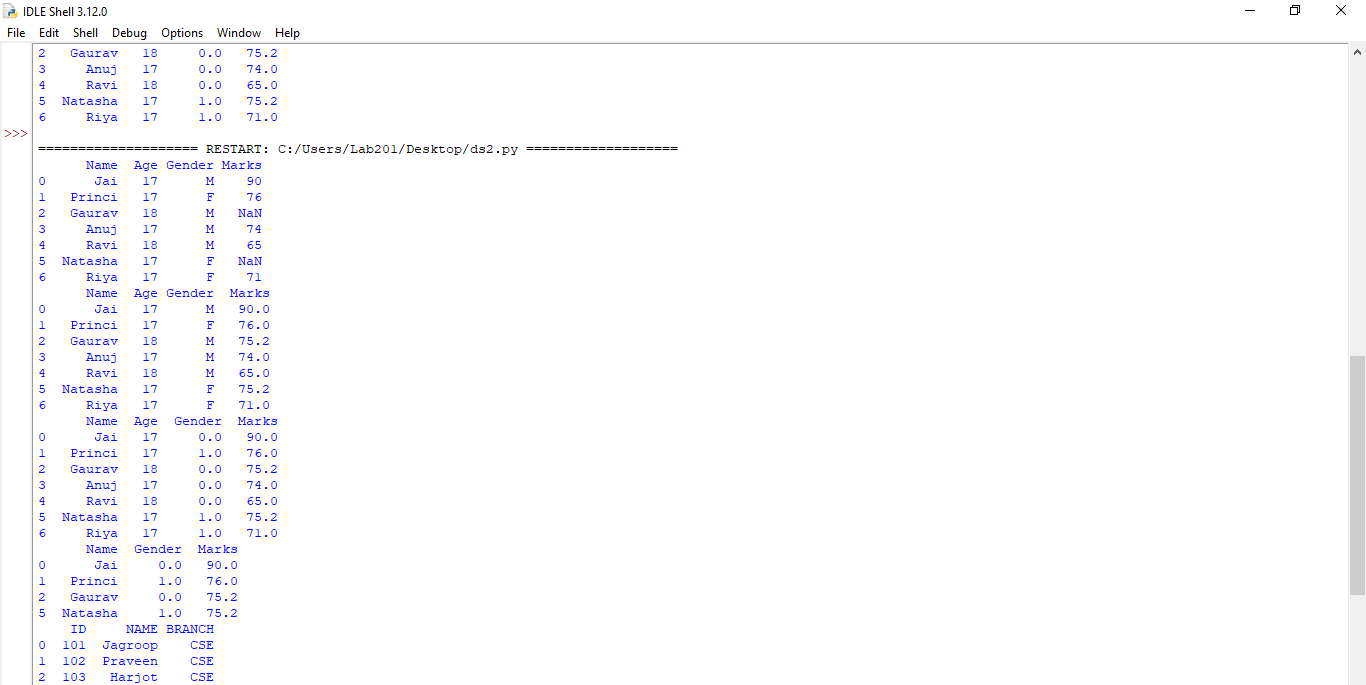 IDLE Shell 3.12.0
File Edit Shell Debug Options Window Help
2   Gaurav   18     0.0   75.2
3     Anuj   17     0.0   74.0
4     Ravi   18     0.0   65.0
5  Natasha   17     1.0   75.2
6     Riya   17     1.0   71.0
>>>
==================== RESTART: C:/Users/Lab201/Desktop/ds2.py ===================
      Name  Age Gender Marks
0      Jai   17      M    90
1   Princi   17      F    76
2   Gaurav   18      M   NaN
3     Anuj   17      M    74
4     Ravi   18      M    65
5  Natasha   17      F   NaN
6     Riya   17      F    71
      Name  Age Gender  Marks
0      Jai   17      M   90.0
1   Princi   17      F   76.0
2   Gaurav   18      M   75.2
3     Anuj   17      M   74.0
4     Ravi   18      M   65.0
5  Natasha   17      F   75.2
6     Riya   17      F   71.0
      Name  Age  Gender  Marks
0      Jai   17     0.0   90.0
1   Princi   17     1.0   76.0
2   Gaurav   18     0.0   75.2
3     Anuj   17     0.0   74.0
4     Ravi   18     0.0   65.0
5  Natasha   17     1.0   75.2
6     Riya   17     1.0   71.0
      Name  Gender  Marks
0      Jai     0.0   90.0
1   Princi     1.0   76.0
2   Gaurav     0.0   75.2
5  Natasha     1.0   75.2
    ID     NAME BRANCH
0  101  Jagroop    CSE
1  102  Praveen    CSE
2  103   Harjot    CSE